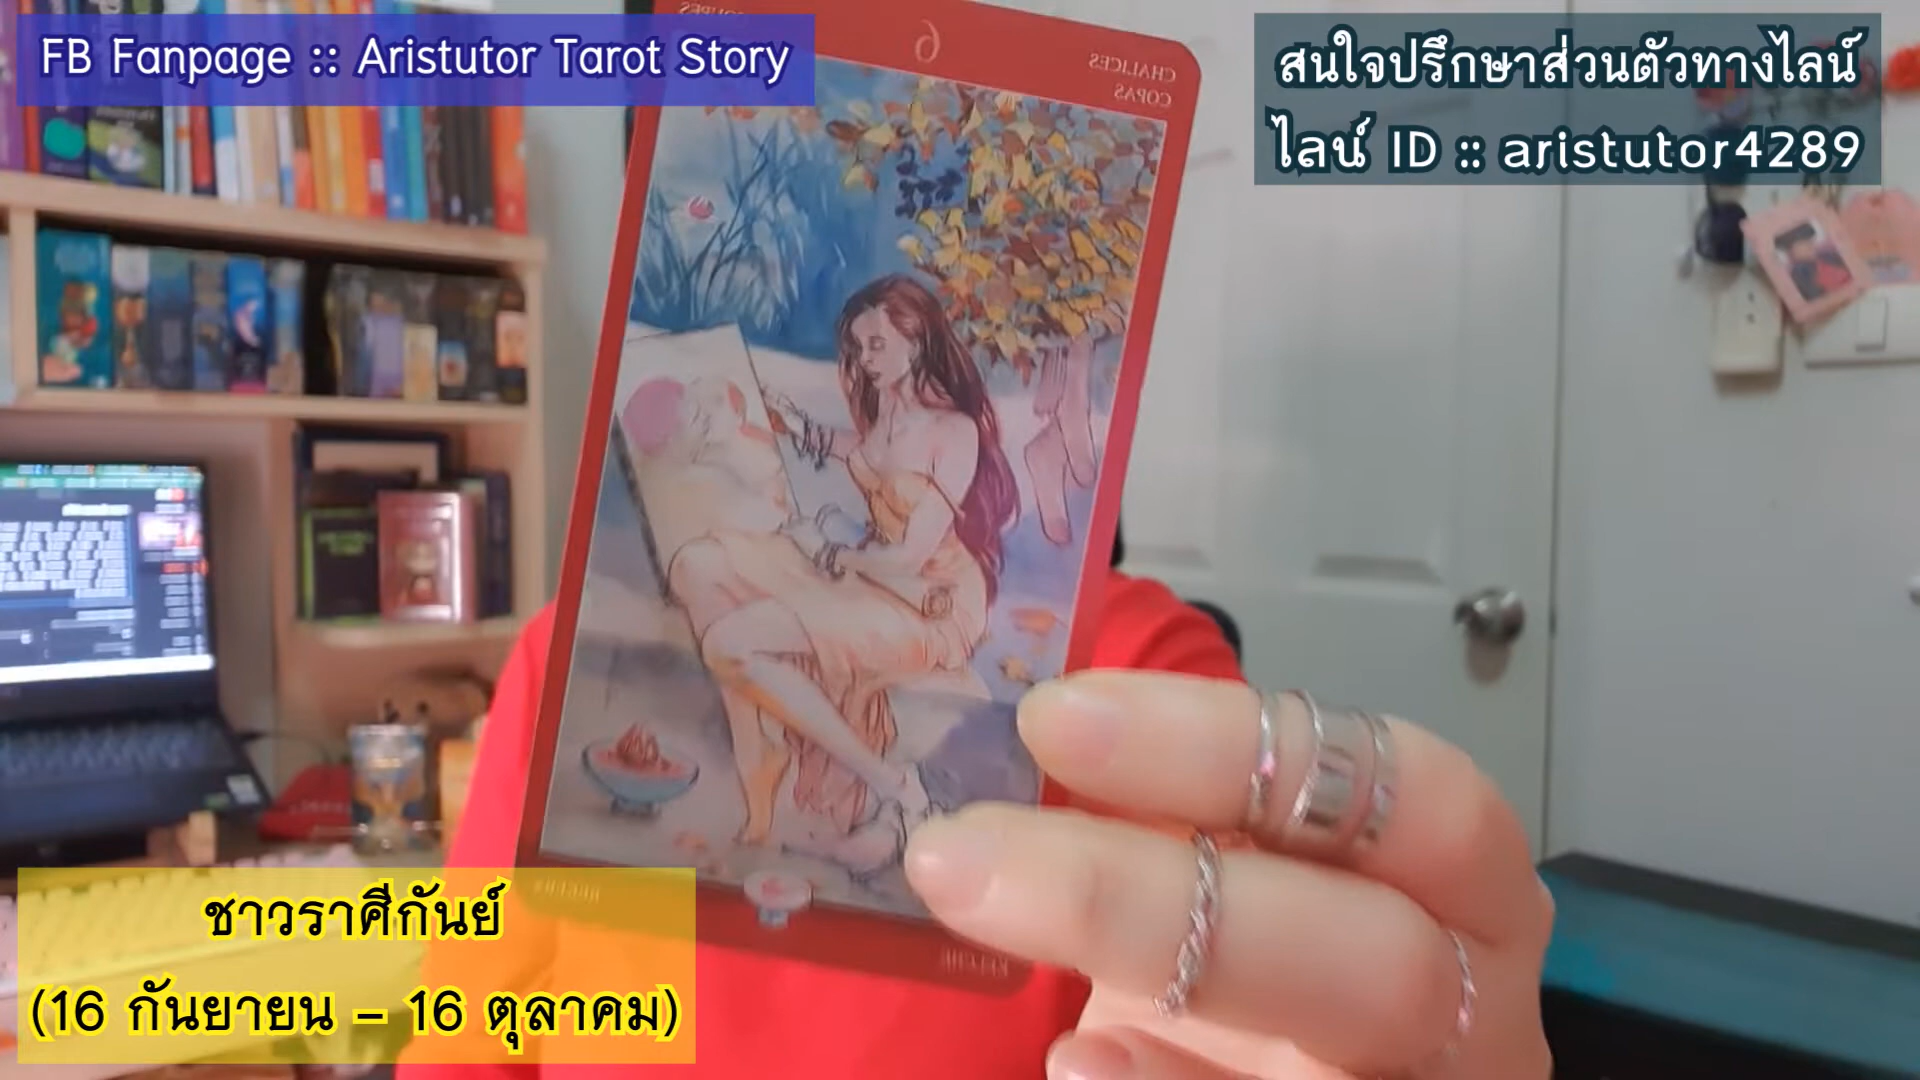 FB Fanpage :: Aristutor Tarot Story
สนใจปรึกษาส่วนตัวทางไลน์
ไลน์ ID :: aristutor4289
6
CHALICES
COPAS
ชาวราศีกันย์
(16 กันยายน – 16 ตุลาคม)